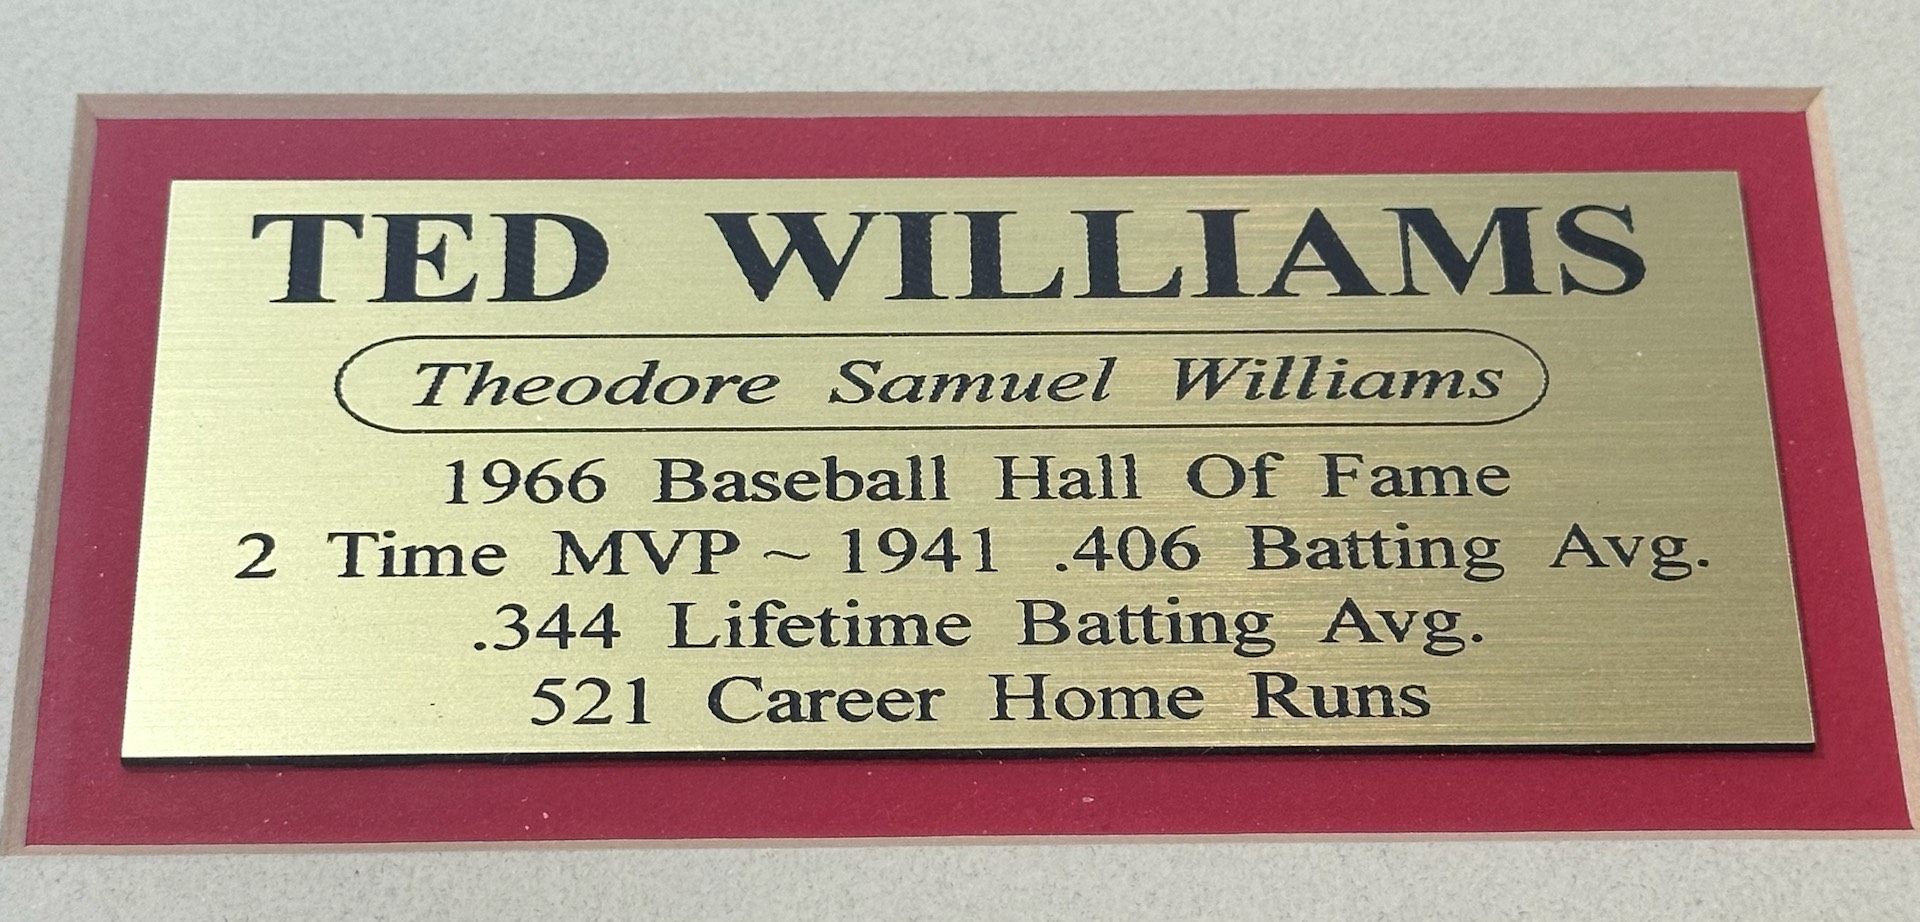 TED WILLIAMS
Theodore Samuel Williams
1966 Baseball Hall Of Fame
2 Time MVP ~ 1941 .406 Batting Avg.
.344 Lifetime Batting Avg.
521 Career Home Runs